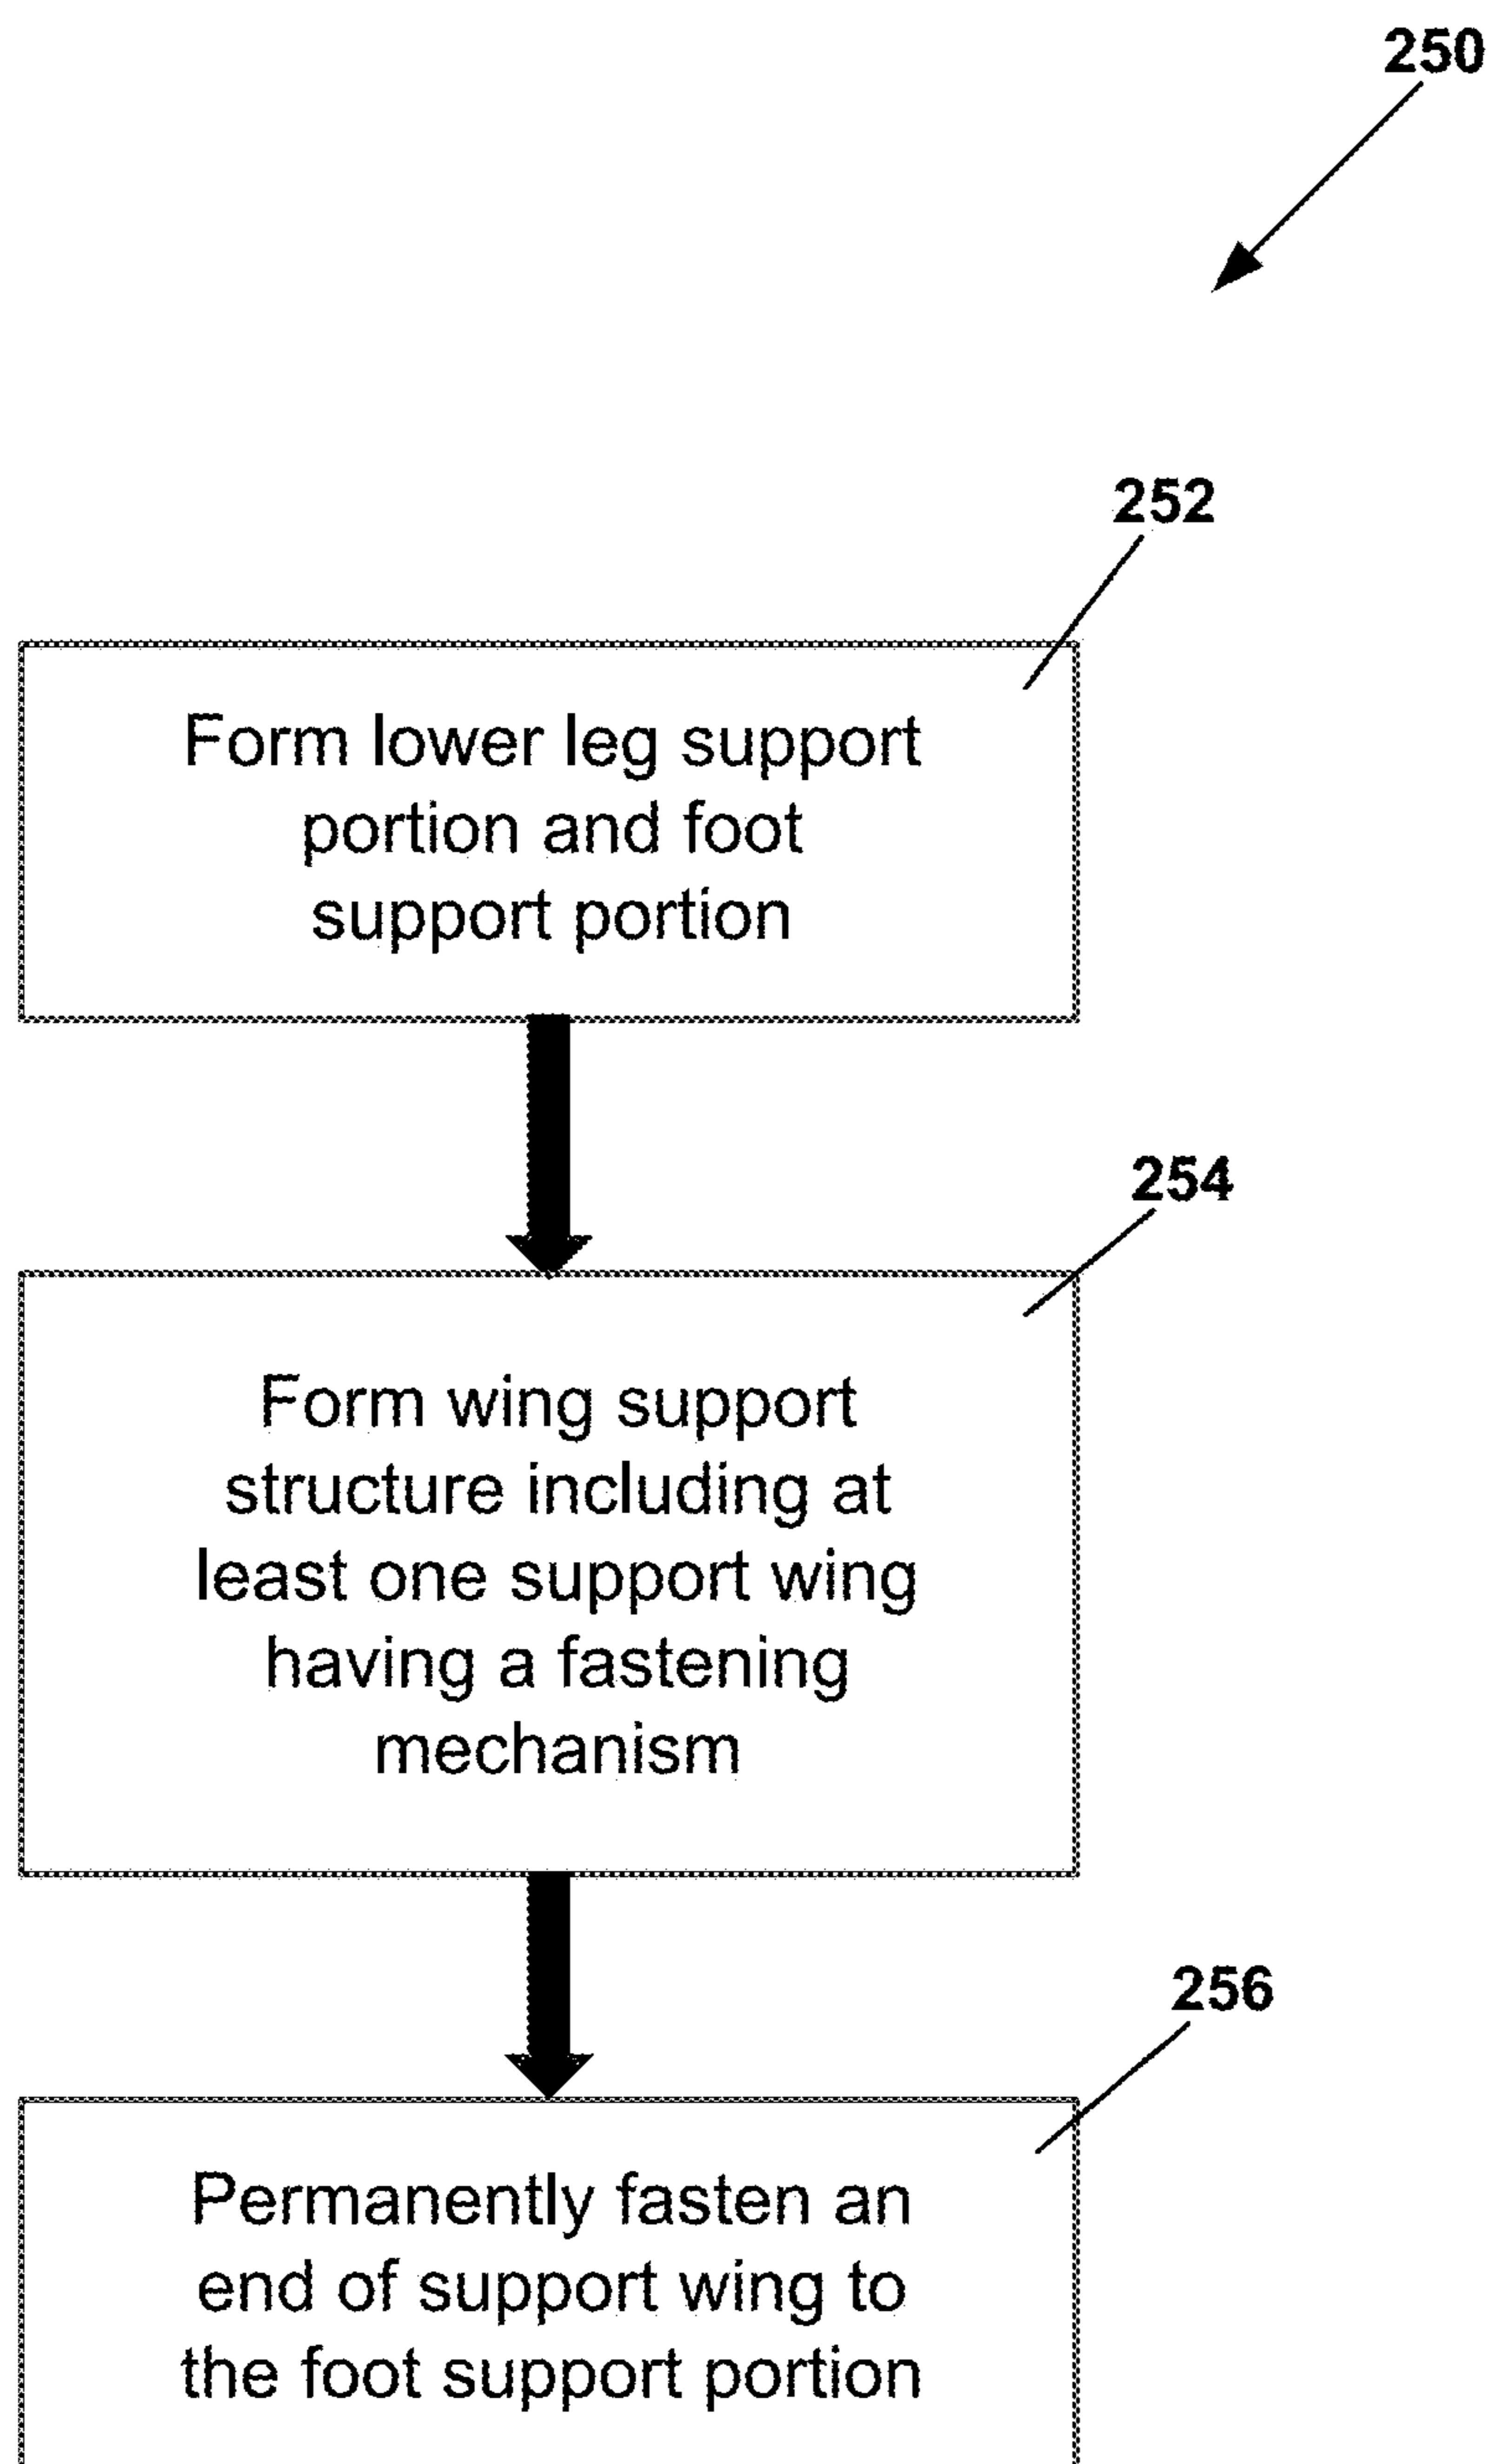 250
252
Form lower leg support
portion and foot
support portion
254
Form wing support
structure including at
least one support wing
having a fastening
mechanism
256
Permanently fasten an
end of support wing to
the foot support portion